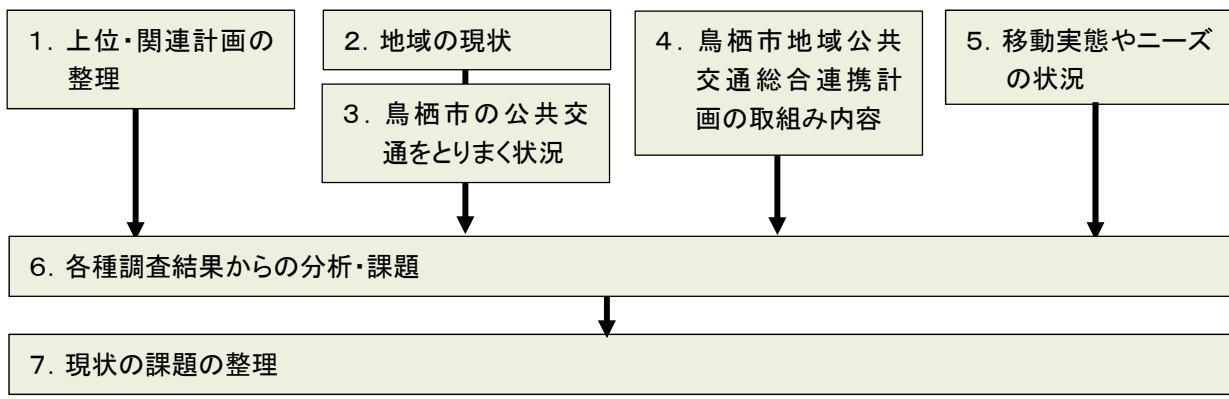 １．上位・関連計画の
整理
２．地域の現状
３．鳥栖市の公共交
通をとりまく状況
４．鳥栖市地域公共
交通総合連携計
画の取組み内容
５．移動実態やニーズ
の状況
６．各種調査結果からの分析・課題
７．現状の課題の整理